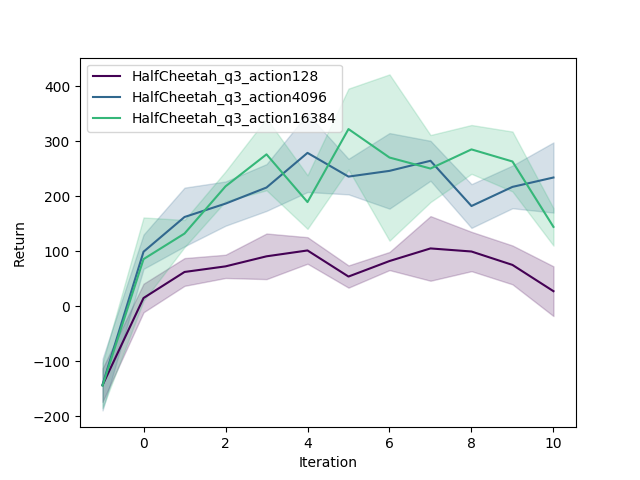 HalfCheetah_q3_action128
HalfCheetah_q3_action4096
HalfCheetah_q3_action16384
400
300
200
100
0
−100
−200
Return
0
2
4
6
8
10
Iteration